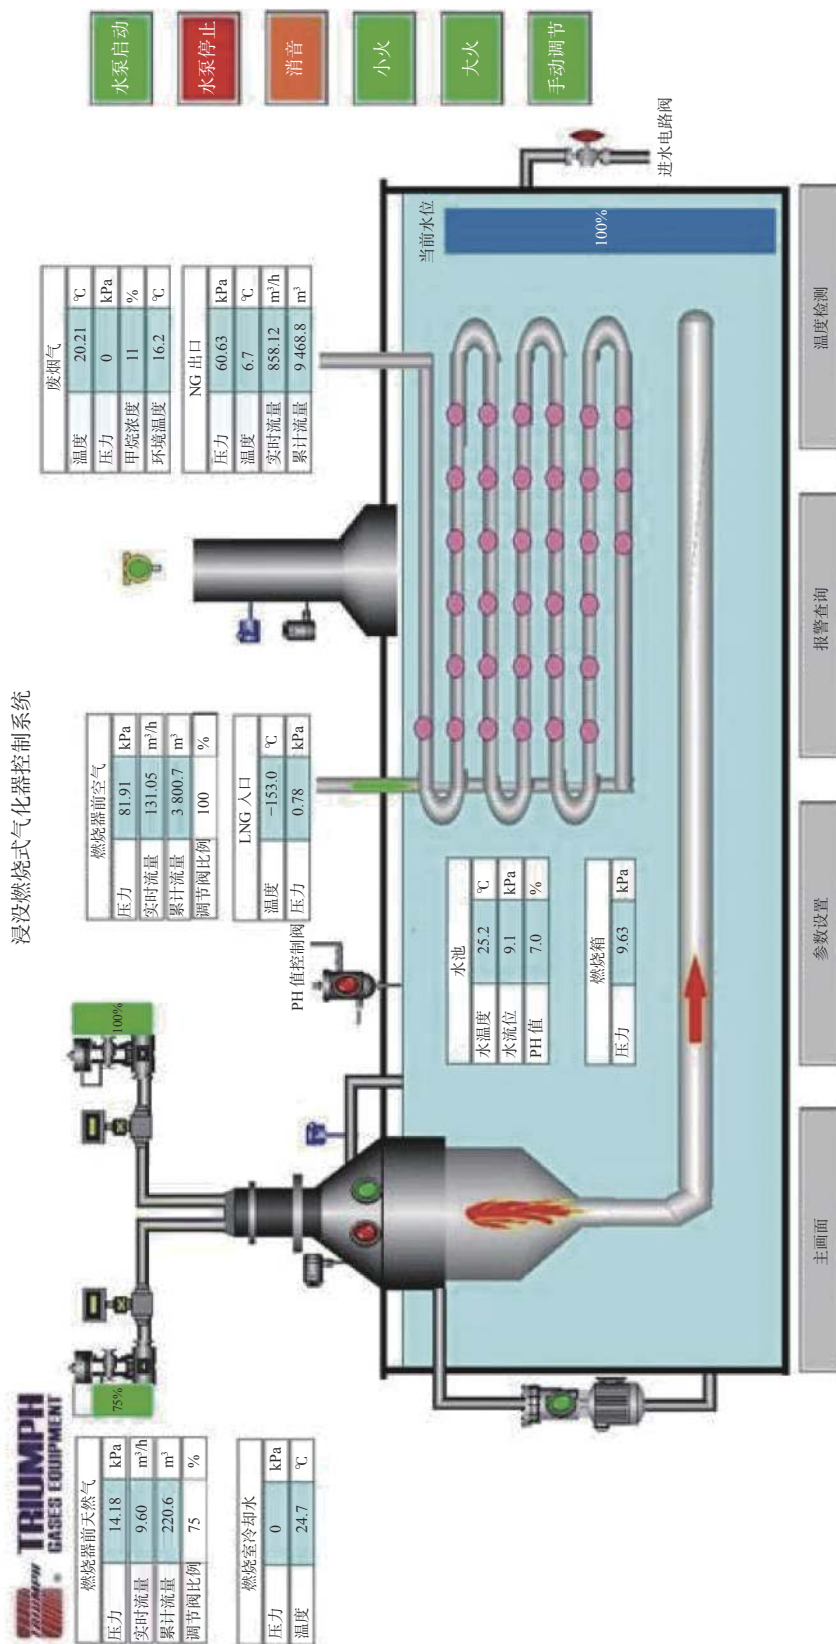 浸没燃烧式气化器控制系统
TRIUMPH
TRIUMPH
GASES EQUIPMENT
®
燃烧器前天然气
压力 14.18 kPa
实时流量 9.60 m³/h
累计流量 220.6 m³
调节阀比例 75 %
燃烧室冷却水
压力 0 kPa
温度 24.7 ℃
75%
100%
燃烧器前空气
压力 81.91 kPa
实时流量 131.05 m³/h
累计流量 3 800.7 m³
调节阀比例 100 %
LNG 入口
温度 −153.0 ℃
压力 0.78 kPa
PH 值控制阀
废烟气
温度 20.21 ℃
压力 0 kPa
甲烷浓度 11 %
环境温度 16.2 ℃
NG 出口
压力 60.63 kPa
温度 6.7 ℃
实时流量 858.12 m³/h
累计流量 9 468.8 m³
水泵启动
水泵停止
消音
小火
大火
手动调节
水池
水温度 25.2 ℃
水流位 9.1 kPa
PH 值 7.0 %
燃烧箱
压力 9.63 kPa
当前水位
100%
进水电路阀
主画面
参数设置
报警查询
温度检测